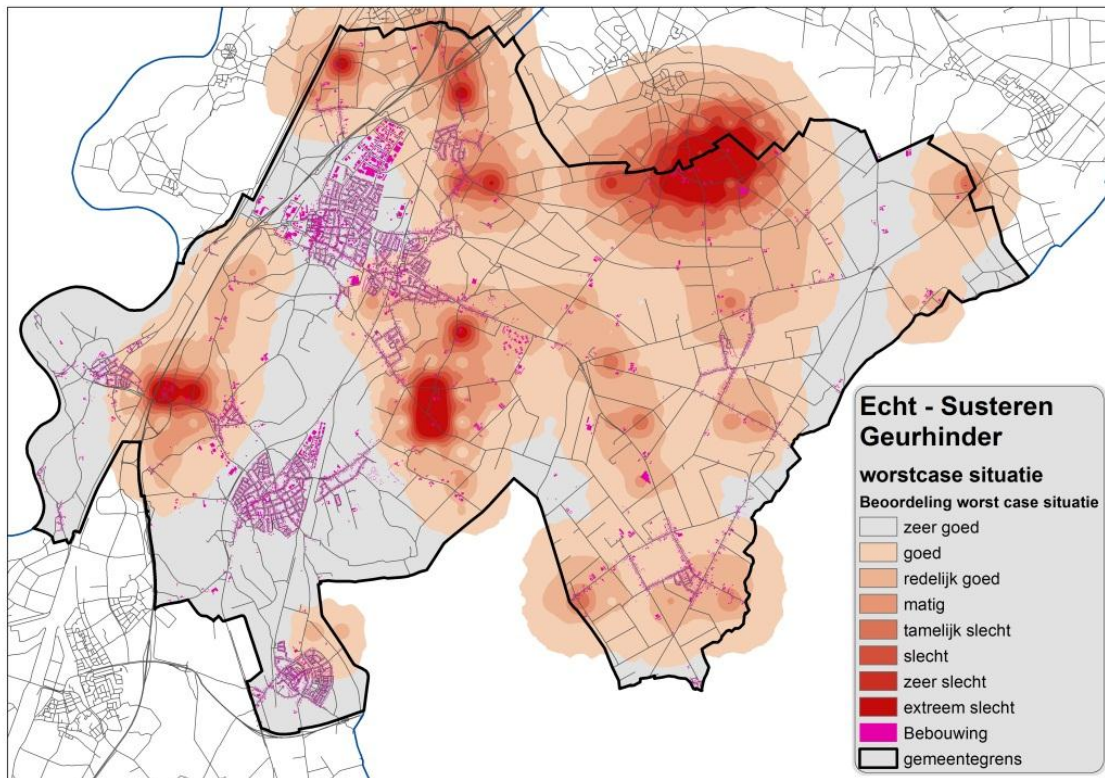 Echt - Susteren
Geurhinder
worstcase situatie
Beoordeling worst case situatie
zeer goed
goed
redelijk goed
matig
tamelijk slecht
slecht
zeer slecht
extreem slecht
Bebouwing
gemeentegrens